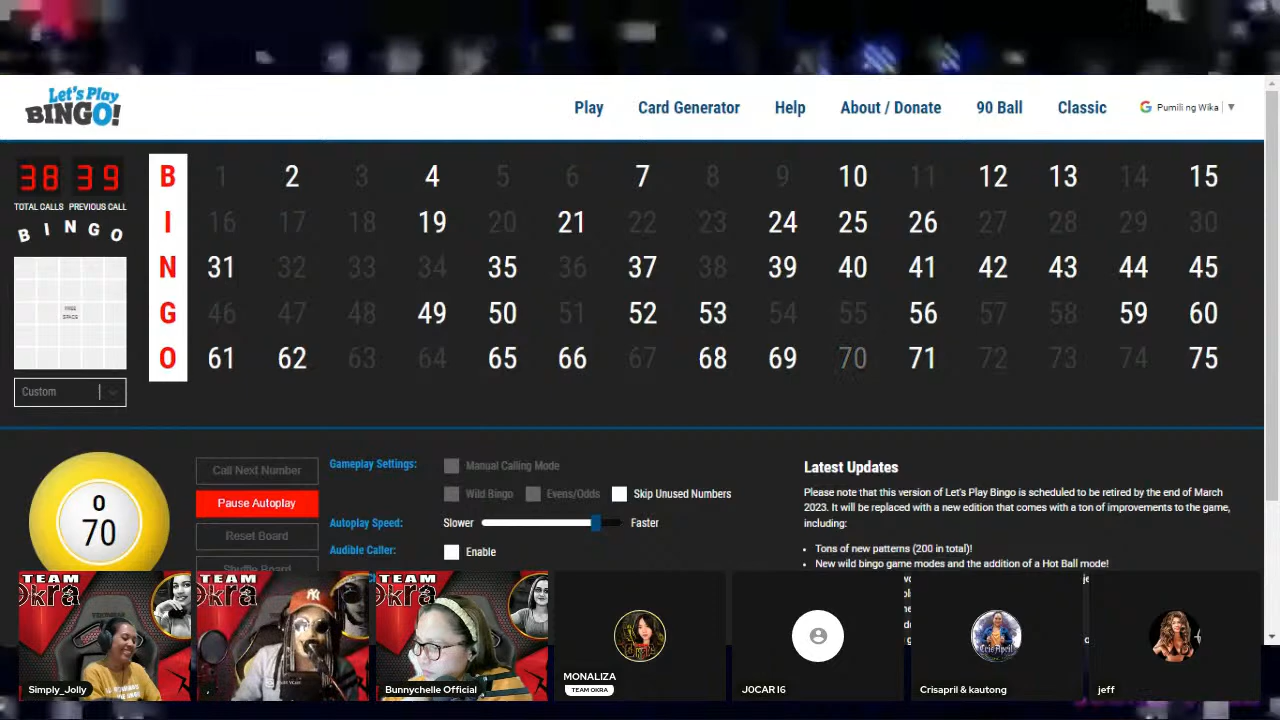 Let's Play
BINGO!
Play Card Generator Help About / Donate 90 Ball Classic Pumili ng Wika ▼
38 39
TOTAL CALLS PREVIOUS CALL
B I N G O
FREE
SPACE
Custom
B 1 2 3 4 5 6 7 8 9 10 11 12 13 14 15
I 16 17 18 19 20 21 22 23 24 25 26 27 28 29 30
N 31 32 33 34 35 36 37 38 39 40 41 42 43 44 45
G 46 47 48 49 50 51 52 53 54 55 56 57 58 59 60
O 61 62 63 64 65 66 67 68 69 70 71 72 73 74 75
O
70
Call Next Number
Pause Autoplay
Reset Board
Shuffle Board
Gameplay Settings: Manual Calling Mode
Wild Bingo Evens/Odds Skip Unused Numbers
Autoplay Speed: Slower Faster
Audible Caller: Enable
Latest Updates
Please note that this version of Let's Play Bingo is scheduled to be retired by the end of March
2023. It will be replaced with a new edition that comes with a ton of improvements to the game,
including:
• Tons of new patterns (200 in total)!
• New wild bingo game modes and the addition of a Hot Ball mode!
TEAM
Okra
Simply_Jolly
TEAM
Okra
TEAM
Okra
Bunnychelle Official
MONALIZA
TEAM OKRA
JOCAR I6
Crisapril & kautong
jeff